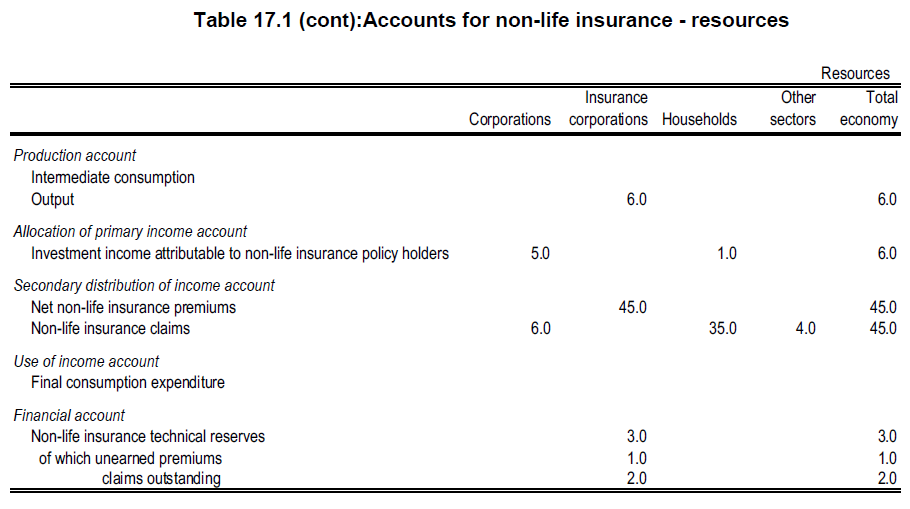 Table 17.1 (cont):Accounts for non-life insurance - resources
Resources
Insurance Other Total
Corporations corporations Households sectors economy
Production account
Intermediate consumption
Output 6.0 6.0
Allocation of primary income account
Investment income attributable to non-life insurance policy holders 5.0 1.0 6.0
Secondary distribution of income account
Net non-life insurance premiums 45.0 45.0
Non-life insurance claims 6.0 35.0 4.0 45.0
Use of income account
Final consumption expenditure
Financial account
Non-life insurance technical reserves 3.0 3.0
of which unearned premiums 1.0 1.0
claims outstanding 2.0 2.0